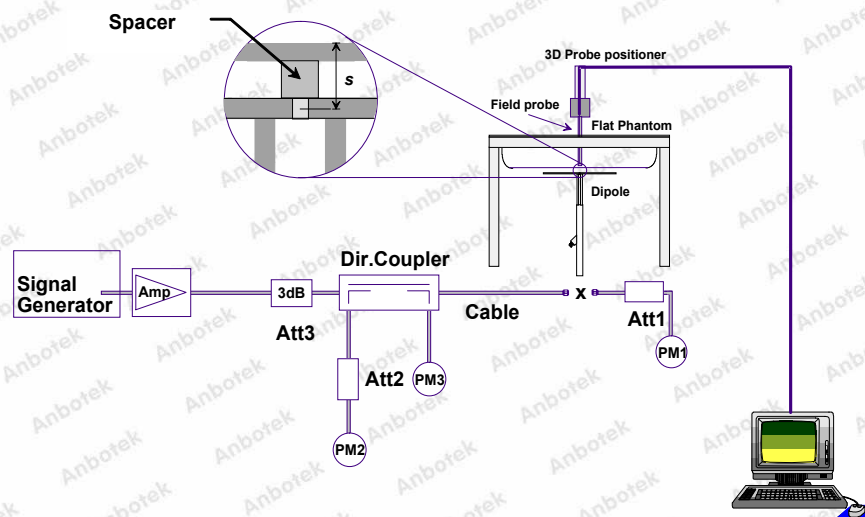 Spacer
s
3D Probe positioner
Field probe
Flat Phantom
Dipole
Signal
Generator
Amp
3dB
Att3
Dir.Coupler
Cable
x
Att1
PM1
Att2
PM3
PM2
Anbotek